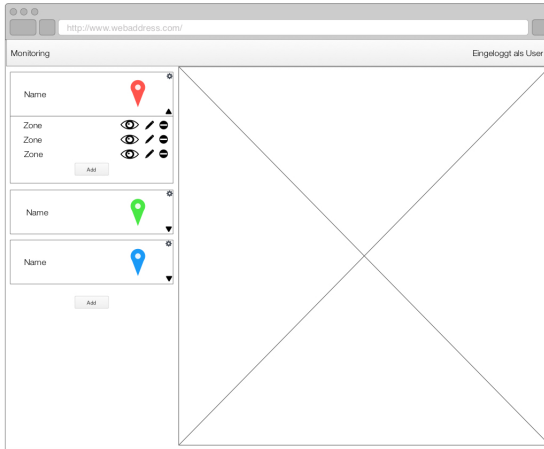 http://www.webaddress.com/
Monitoring
Eingeloggt als User
Name
Zone
Zone
Zone
Add
Name
Name
Add